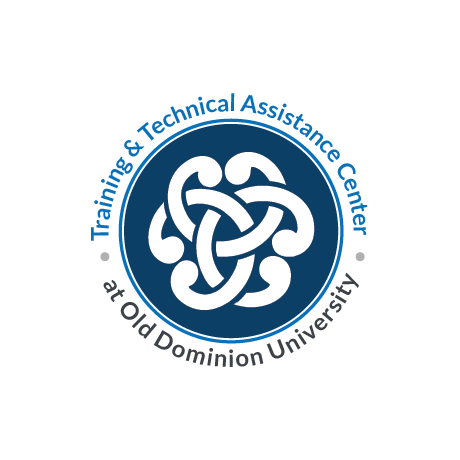 Training & Technical Assistance Center
at Old Dominion University